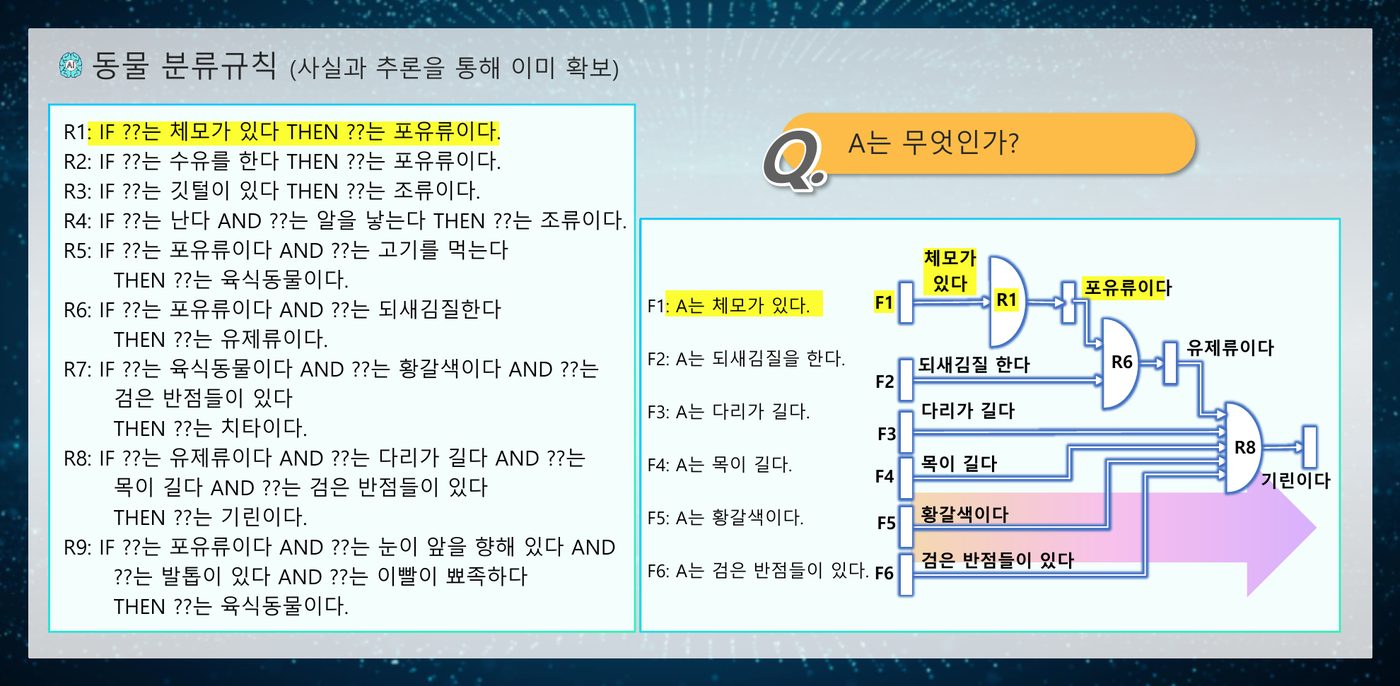 AI
동물 분류규칙 (사실과 추론을 통해 이미 확보)
R1: IF ??는 체모가 있다 THEN ??는 포유류이다.
R2: IF ??는 수유를 한다 THEN ??는 포유류이다.
R3: IF ??는 깃털이 있다 THEN ??는 조류이다.
R4: IF ??는 난다 AND ??는 알을 낳는다 THEN ??는 조류이다.
R5: IF ??는 포유류이다 AND ??는 고기를 먹는다
THEN ??는 육식동물이다.
R6: IF ??는 포유류이다 AND ??는 되새김질한다
THEN ??는 유제류이다.
R7: IF ??는 육식동물이다 AND ??는 황갈색이다 AND ??는
검은 반점들이 있다
THEN ??는 치타이다.
R8: IF ??는 유제류이다 AND ??는 다리가 길다 AND ??는
목이 길다 AND ??는 검은 반점들이 있다
THEN ??는 기린이다.
R9: IF ??는 포유류이다 AND ??는 눈이 앞을 향해 있다 AND
??는 발톱이 있다 AND ??는 이빨이 뾰족하다
THEN ??는 육식동물이다.
Q. A는 무엇인가?
F1: A는 체모가 있다.
F2: A는 되새김질을 한다.
F3: A는 다리가 길다.
F4: A는 목이 길다.
F5: A는 황갈색이다.
F6: A는 검은 반점들이 있다.
F1
체모가
있다
R1
포유류이다
F2
되새김질 한다
R6
유제류이다
F3
다리가 길다
F4
목이 길다
R8
기린이다
F5
황갈색이다
F6
검은 반점들이 있다